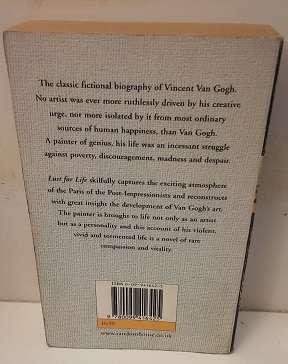 The classic fictional biography of Vincent Van Gogh.
No artist was ever more ruthlessly driven by his creative
urge, nor more isolated by it from most ordinary
sources of human happiness, than Van Gogh.
A painter of genius, his life was an incessant struggle
against poverty, discouragement, madness and despair.
Lust for Life skilfully captures the exciting atmosphere
of the Paris of the Post-Impressionists and reconstructs
with great insight the development of Van Gogh's art.
The painter is brought to life not only as an artist
but as a personality and this account of his violent,
vivid and tormented life is a novel of rare
compassion and vitality.
ISBN
www.randomhouse.co.uk